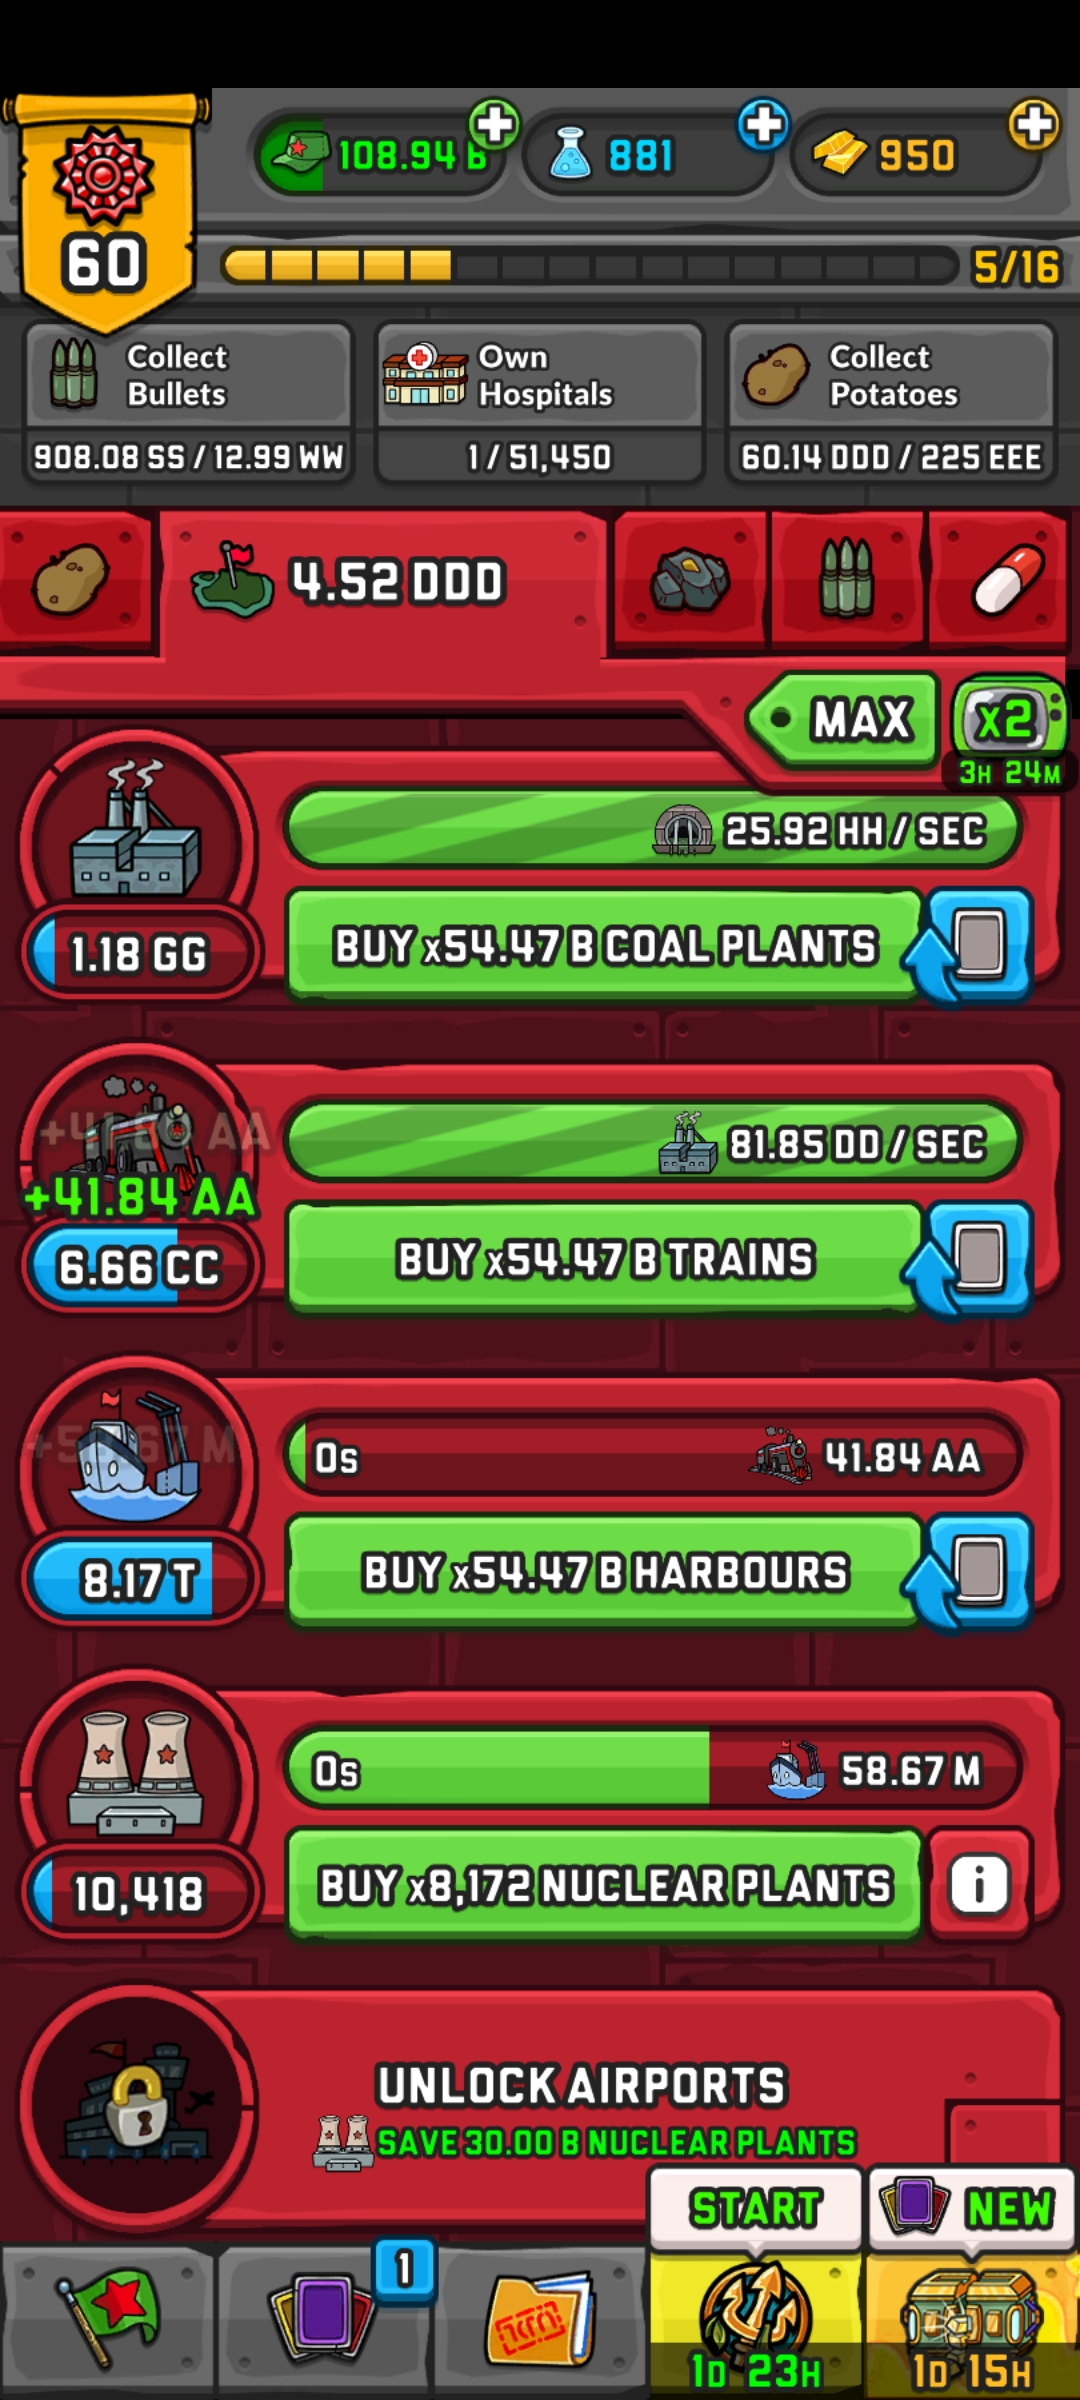 108.94 B
881
950
60
5/16
Collect
Bullets
908.08 SS / 12.99 WW
Own
Hospitals
1 / 51,450
Collect
Potatoes
60.14 DDD / 225 EEE
4.52 DDD
MAX
x2
3H 24M
25.92 HH / SEC
1.18 GG
BUY x54.47 B COAL PLANTS
81.85 DD / SEC
+41.84 AA
6.66 CC
BUY x54.47 B TRAINS
0s
41.84 AA
8.17 T
BUY x54.47 B HARBOURS
0s
58.67 M
10,418
BUY x8,172 NUCLEAR PLANTS
i
UNLOCK AIRPORTS
SAVE 30.00 B NUCLEAR PLANTS
START
NEW
1
1D 23H
1D 15H